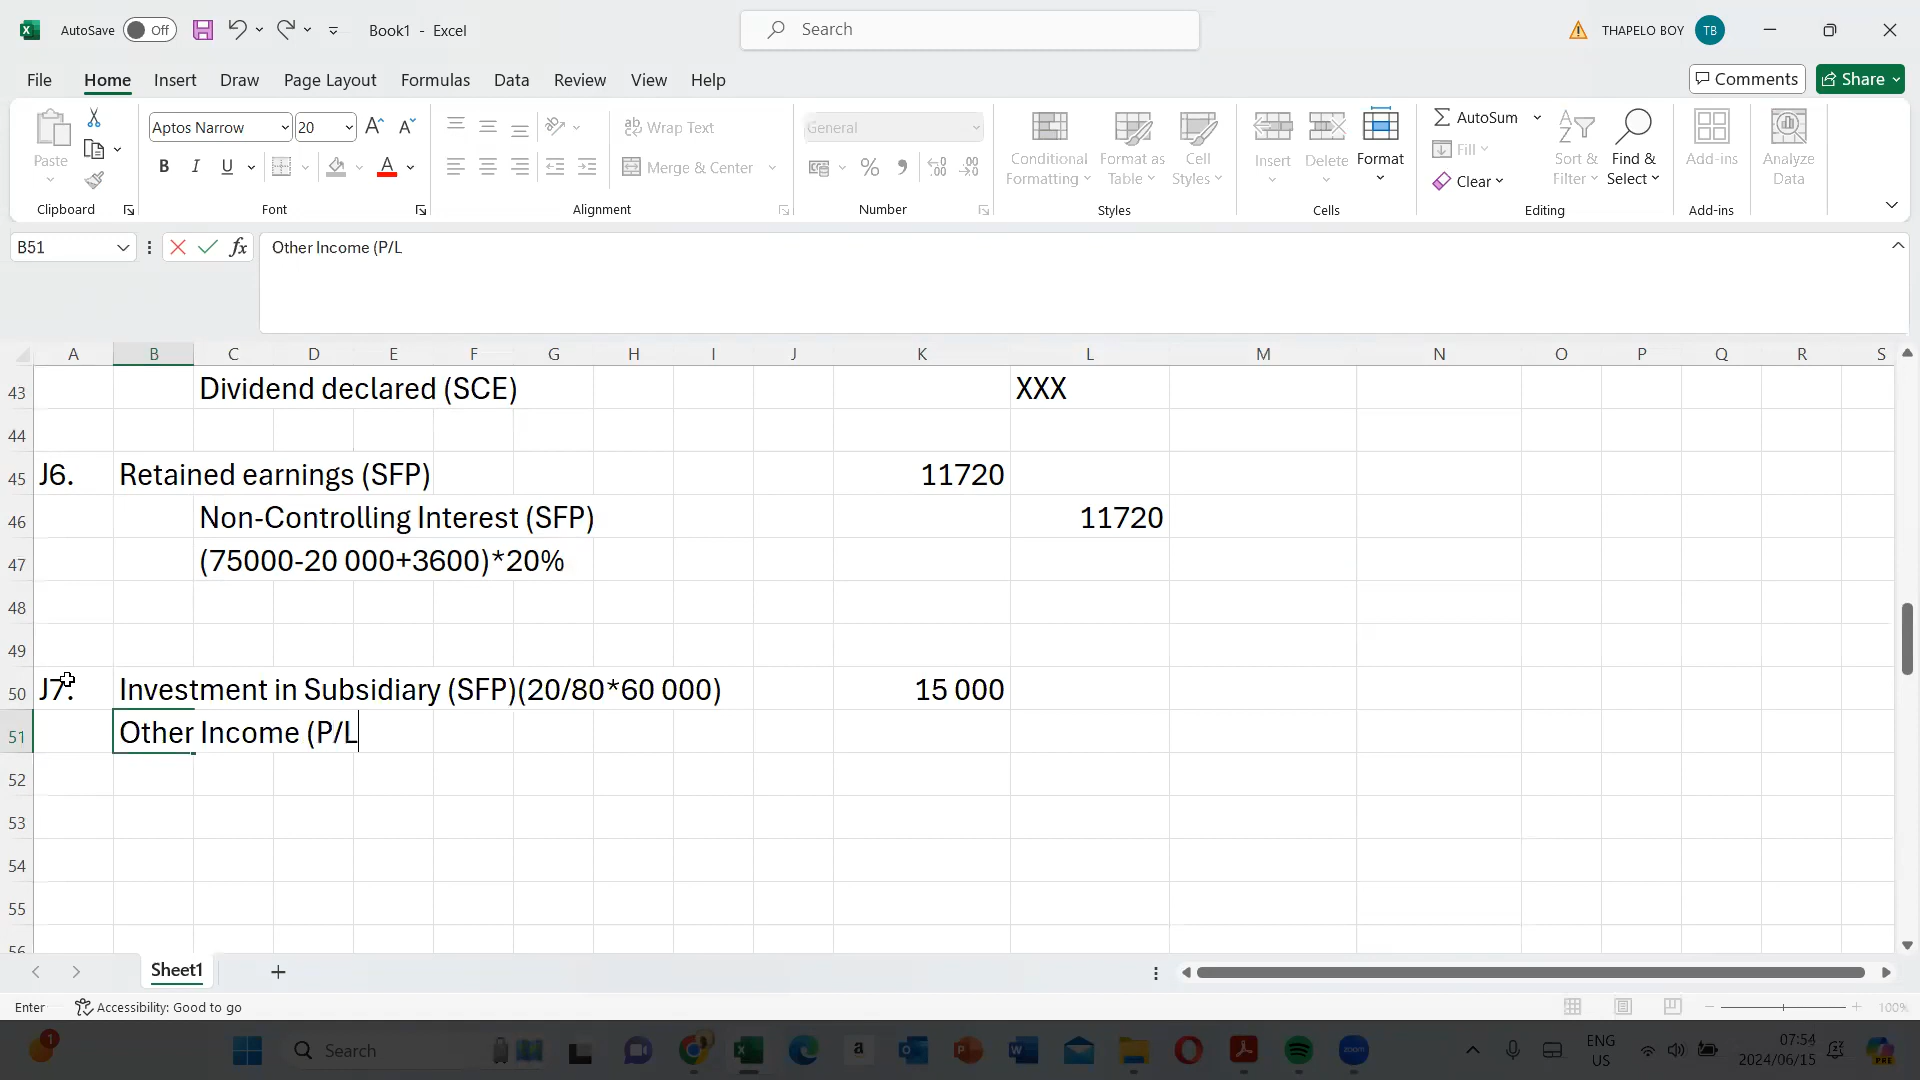 AutoSave Off Book1 - Excel Search THAPELO BOY TB
File Home Insert Draw Page Layout Formulas Data Review View Help Comments Share
Paste Aptos Narrow 20 Wrap Text General Conditional Formatting Format as Table Cell Styles Insert Delete Format AutoSum Sort & Filter Find & Select Add-ins Analyze Data
B I U Merge & Center Fill
Clear
Clipboard Font Alignment Number Styles Cells Editing Add-ins
B51 fx Other Income (P/L
A B C D E F G H I J K L M N O P Q R S
43 Dividend declared (SCE) XXX
44
45 J6. Retained earnings (SFP) 11720
46 Non-Controlling Interest (SFP) 11720
47 (75000-20 000+3600)*20%
48
49
50 J7. Investment in Subsidiary (SFP)(20/80*60 000) 15 000
51 Other Income (P/L
52
53
54
55
56
Sheet1
Enter Accessibility: Good to go 100%
1 Search a zoom ENG US 07:54 2024/06/15 PRE